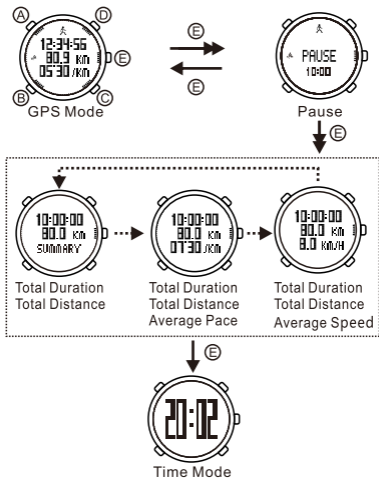 A D
12:34:56
80.9 Km
05'30 /Km
E
B C
GPS Mode
E
E
PAUSE
10:00
Pause
E
10:00:00
80.0 Km
SUMMARY
Total Duration
Total Distance
10:00:00
80.0 Km
07'30 /Km
Total Duration
Total Distance
Average Pace
10:00:00
80.0 Km
8.0 KM/H
Total Duration
Total Distance
Average Speed
E
20:02
Time Mode